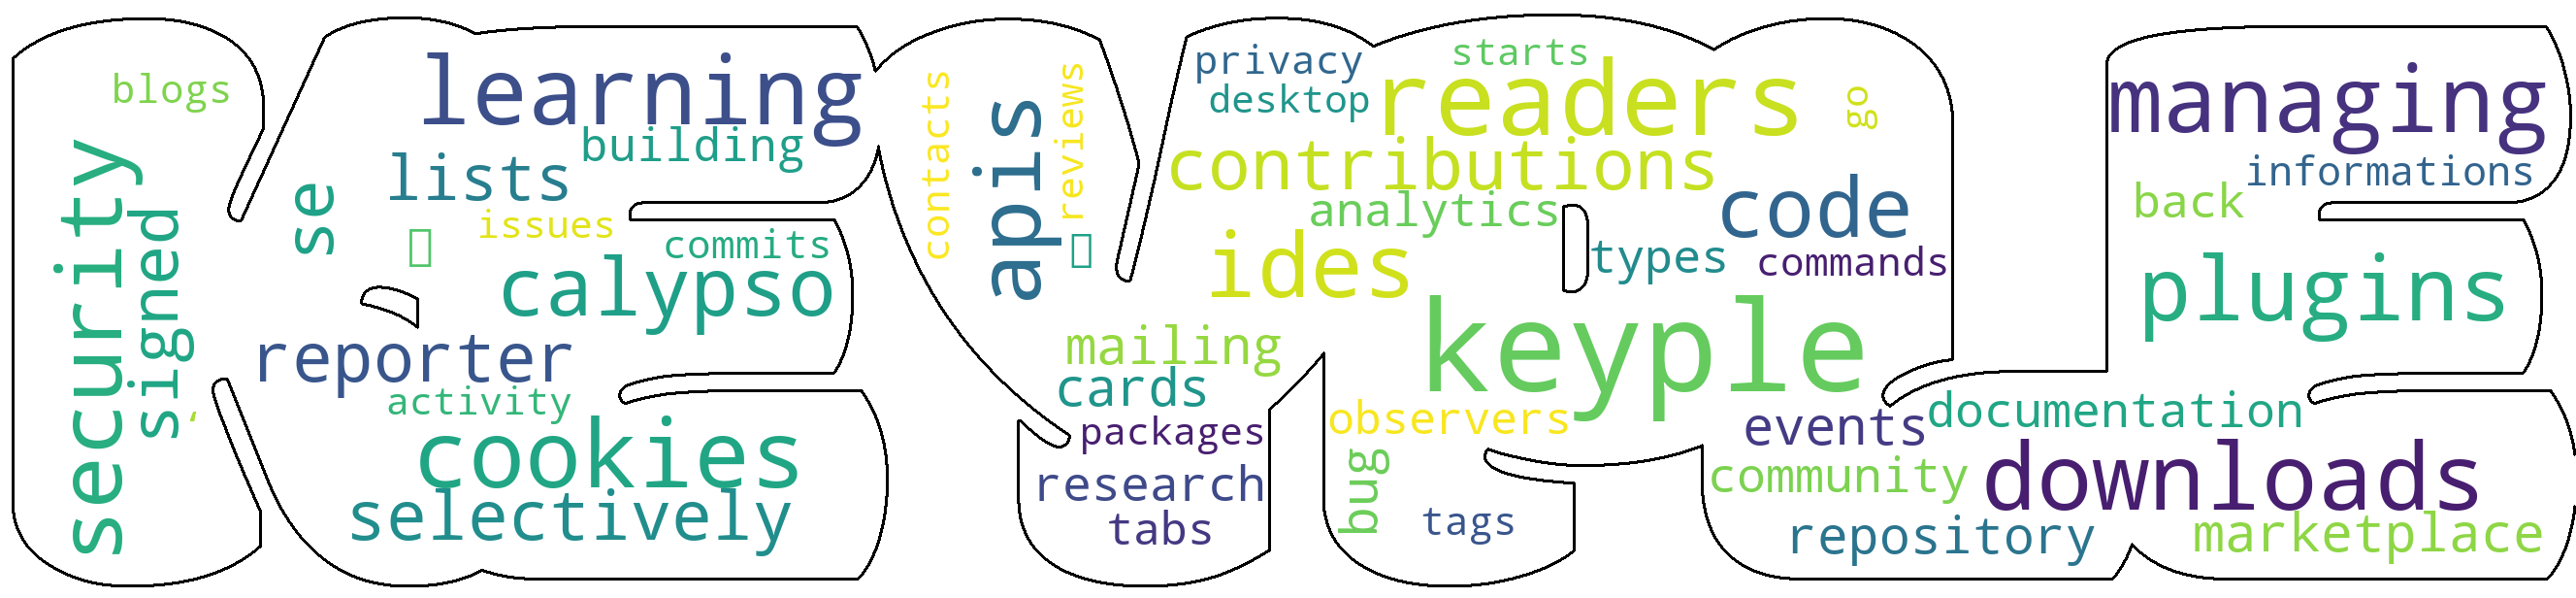 blogs
security
signed
‘
se
learning
building
lists
issues
commits
calypso
reporter
activity
cookies
selectively
contacts
apis
reviews
privacy
desktop
starts
readers
go
contributions
analytics
code
ides
types
commands
keyple
mailing
cards
packages
observers
research
tabs
bug
tags
managing
informations
back
plugins
events
documentation
community
downloads
repository
marketplace